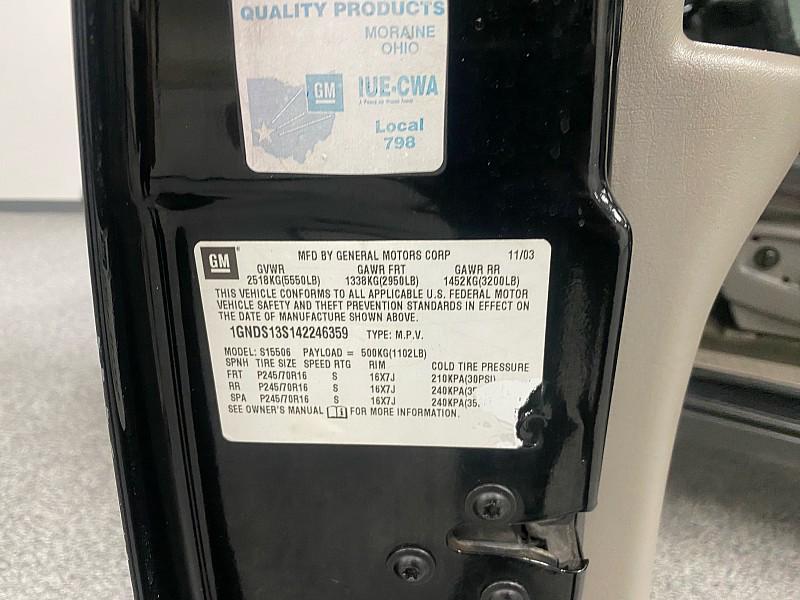 QUALITY PRODUCTS
MORAINE
OHIO
GM
IUE-CWA
Local
798
GM
MFD BY GENERAL MOTORS CORP 11/03
GVWR GAWR FRT GAWR RR
2518KG(5550LB) 1338KG(2950LB) 1452KG(3200LB)
THIS VEHICLE CONFORMS TO ALL APPLICABLE U.S. FEDERAL MOTOR
VEHICLE SAFETY AND THEFT PREVENTION STANDARDS IN EFFECT ON
THE DATE OF MANUFACTURE SHOWN ABOVE.
1GNDS13S142246359 TYPE: M.P.V.
MODEL: S15506 PAYLOAD = 500KG(1102LB)
SPNH TIRE SIZE SPEED RTG RIM COLD TIRE PRESSURE
FRT P245/70R16 S 16X7J 210KPA(30PSI)
RR P245/70R16 S 16X7J 240KPA(35
SPA P245/70R16 S 16X7J 240KPA(35.
SEE OWNER'S MANUAL FOR MORE INFORMATION.